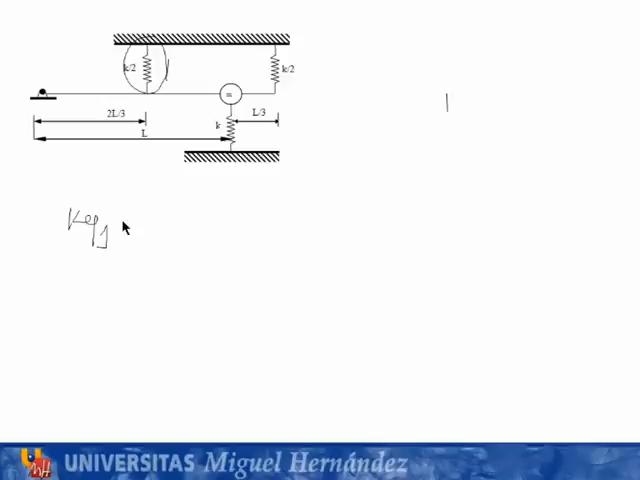 k/2
k/2
=
2L/3
k
L/3
L
Keq1
UNIVERSITAS Miguel Hernández